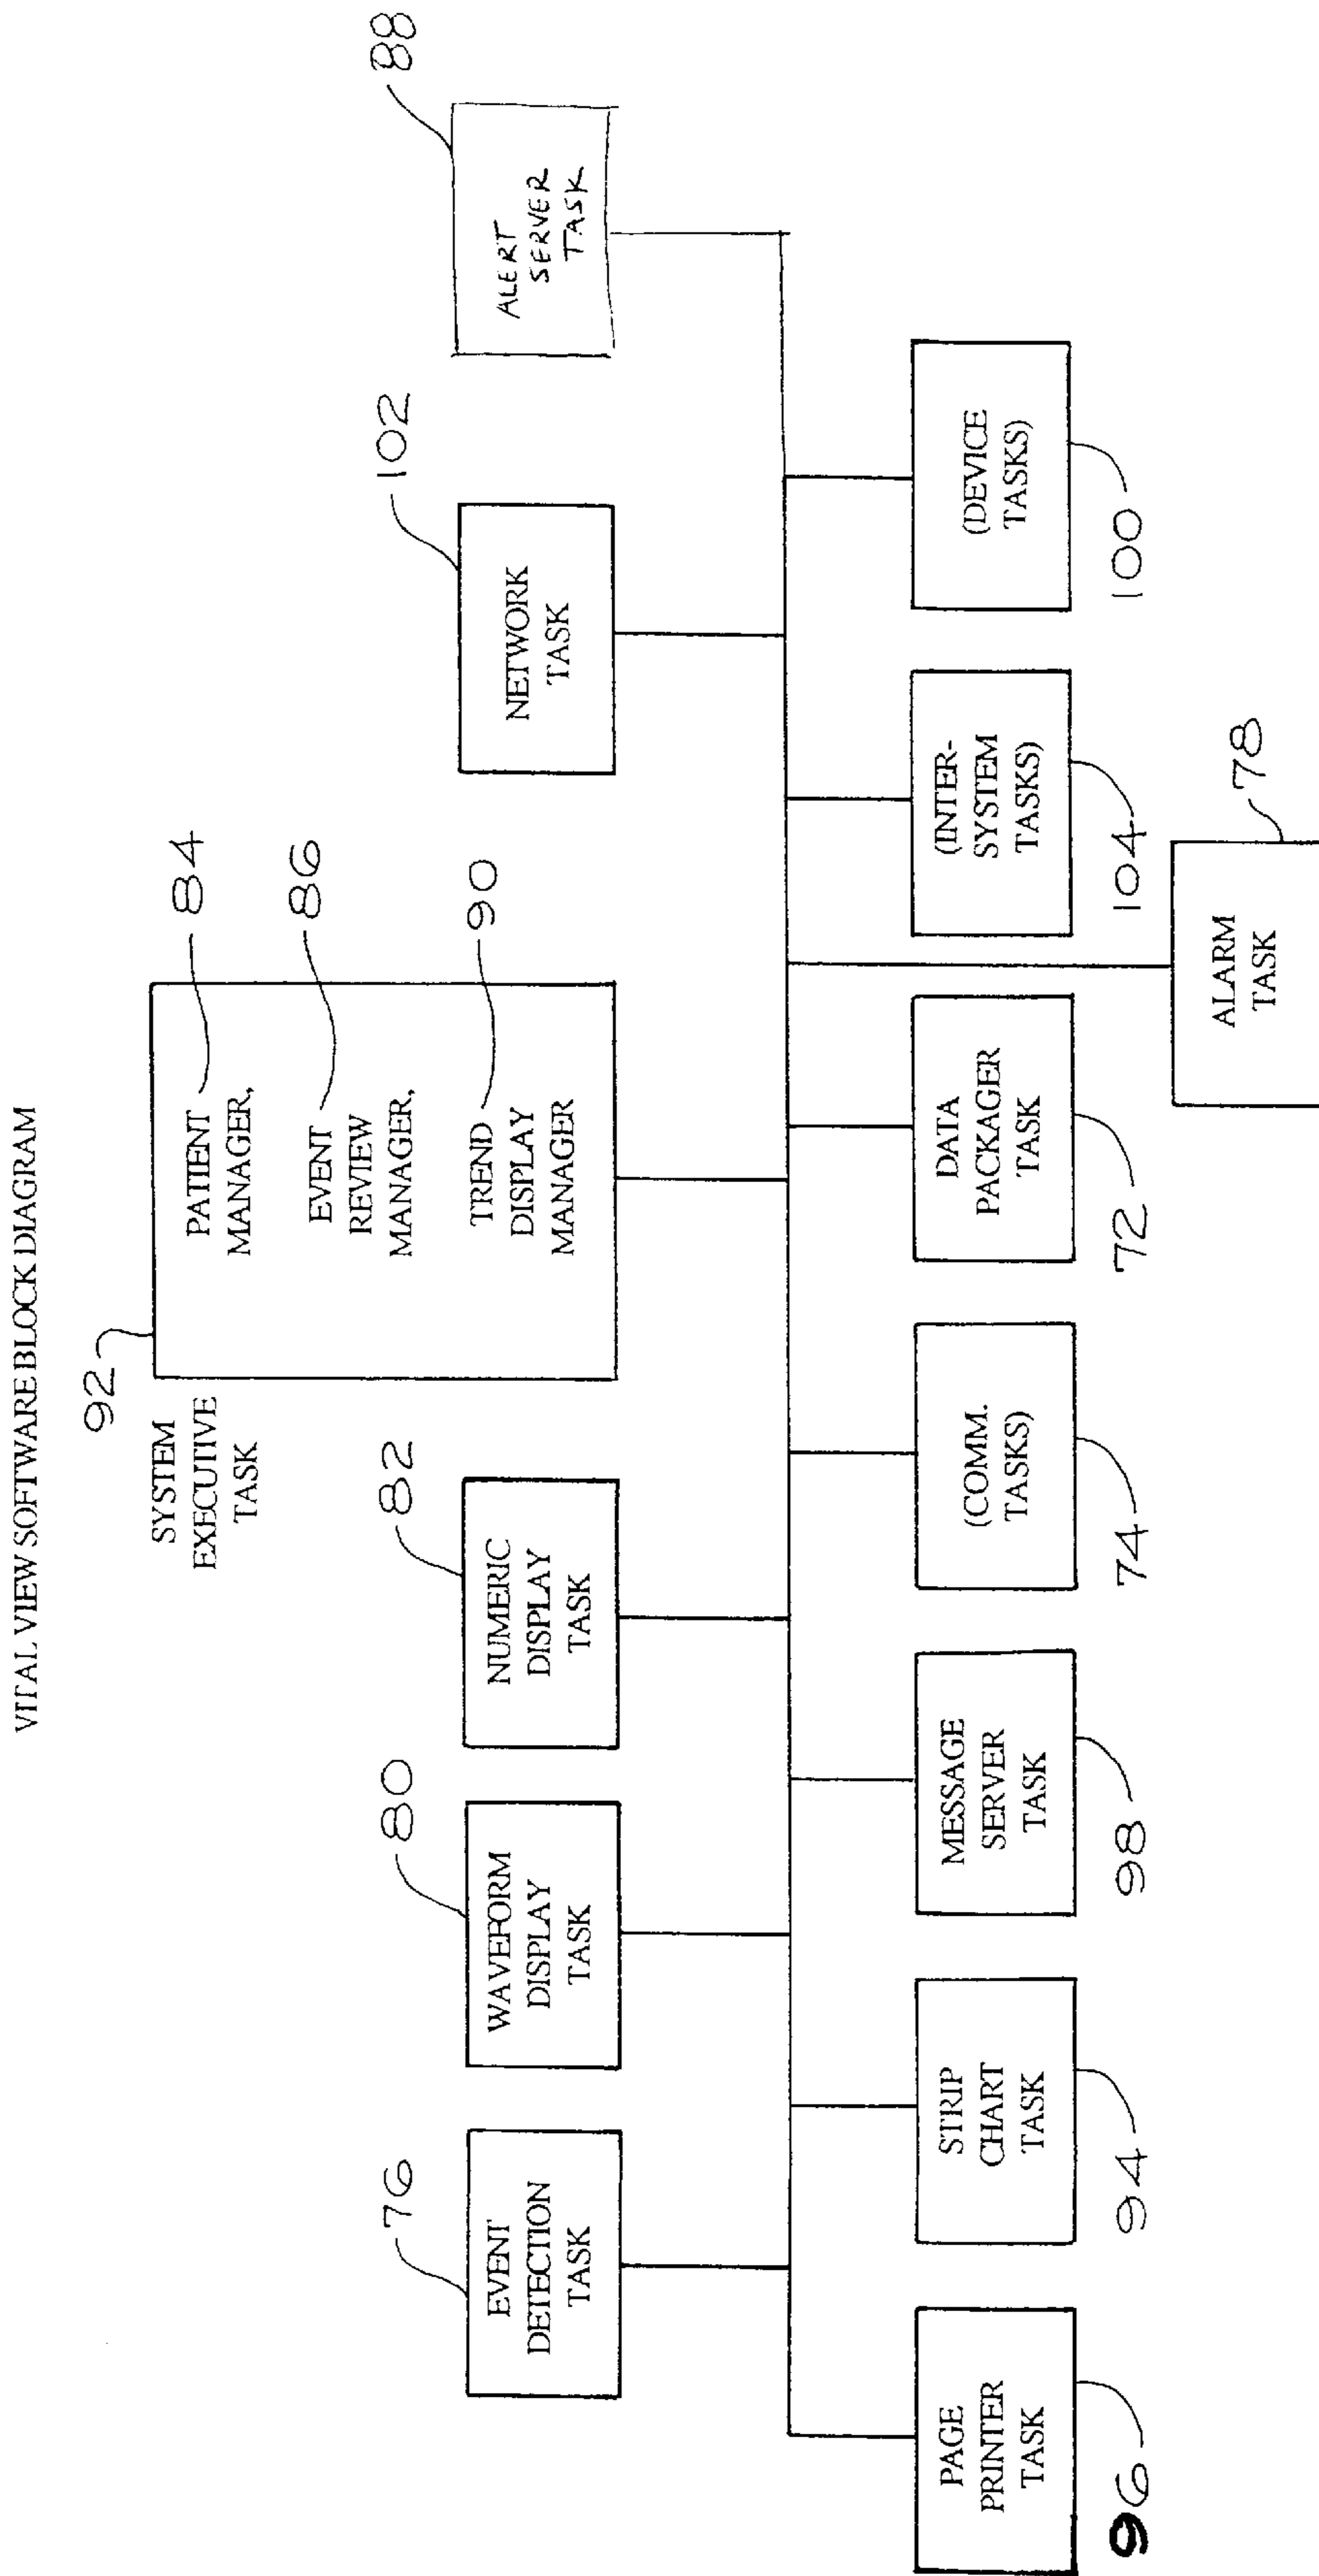 VITAL VIEW SOFTWARE BLOCK DIAGRAM
92
SYSTEM
EXECUTIVE
TASK
PATIENT
MANAGER,
84
EVENT
REVIEW
MANAGER,
86
TREND
DISPLAY
MANAGER
90
76
EVENT
DETECTION
TASK
80
WAVEFORM
DISPLAY
TASK
82
NUMERIC
DISPLAY
TASK
102
NETWORK
TASK
88
ALERT
SERVER
TASK
PAGE
PRINTER
TASK
96
STRIP
CHART
TASK
94
MESSAGE
SERVER
TASK
98
(COMM.
TASKS)
74
DATA
PACKAGER
TASK
72
(INTER-
SYSTEM
TASKS)
104
(DEVICE
TASKS)
100
ALARM
TASK
78